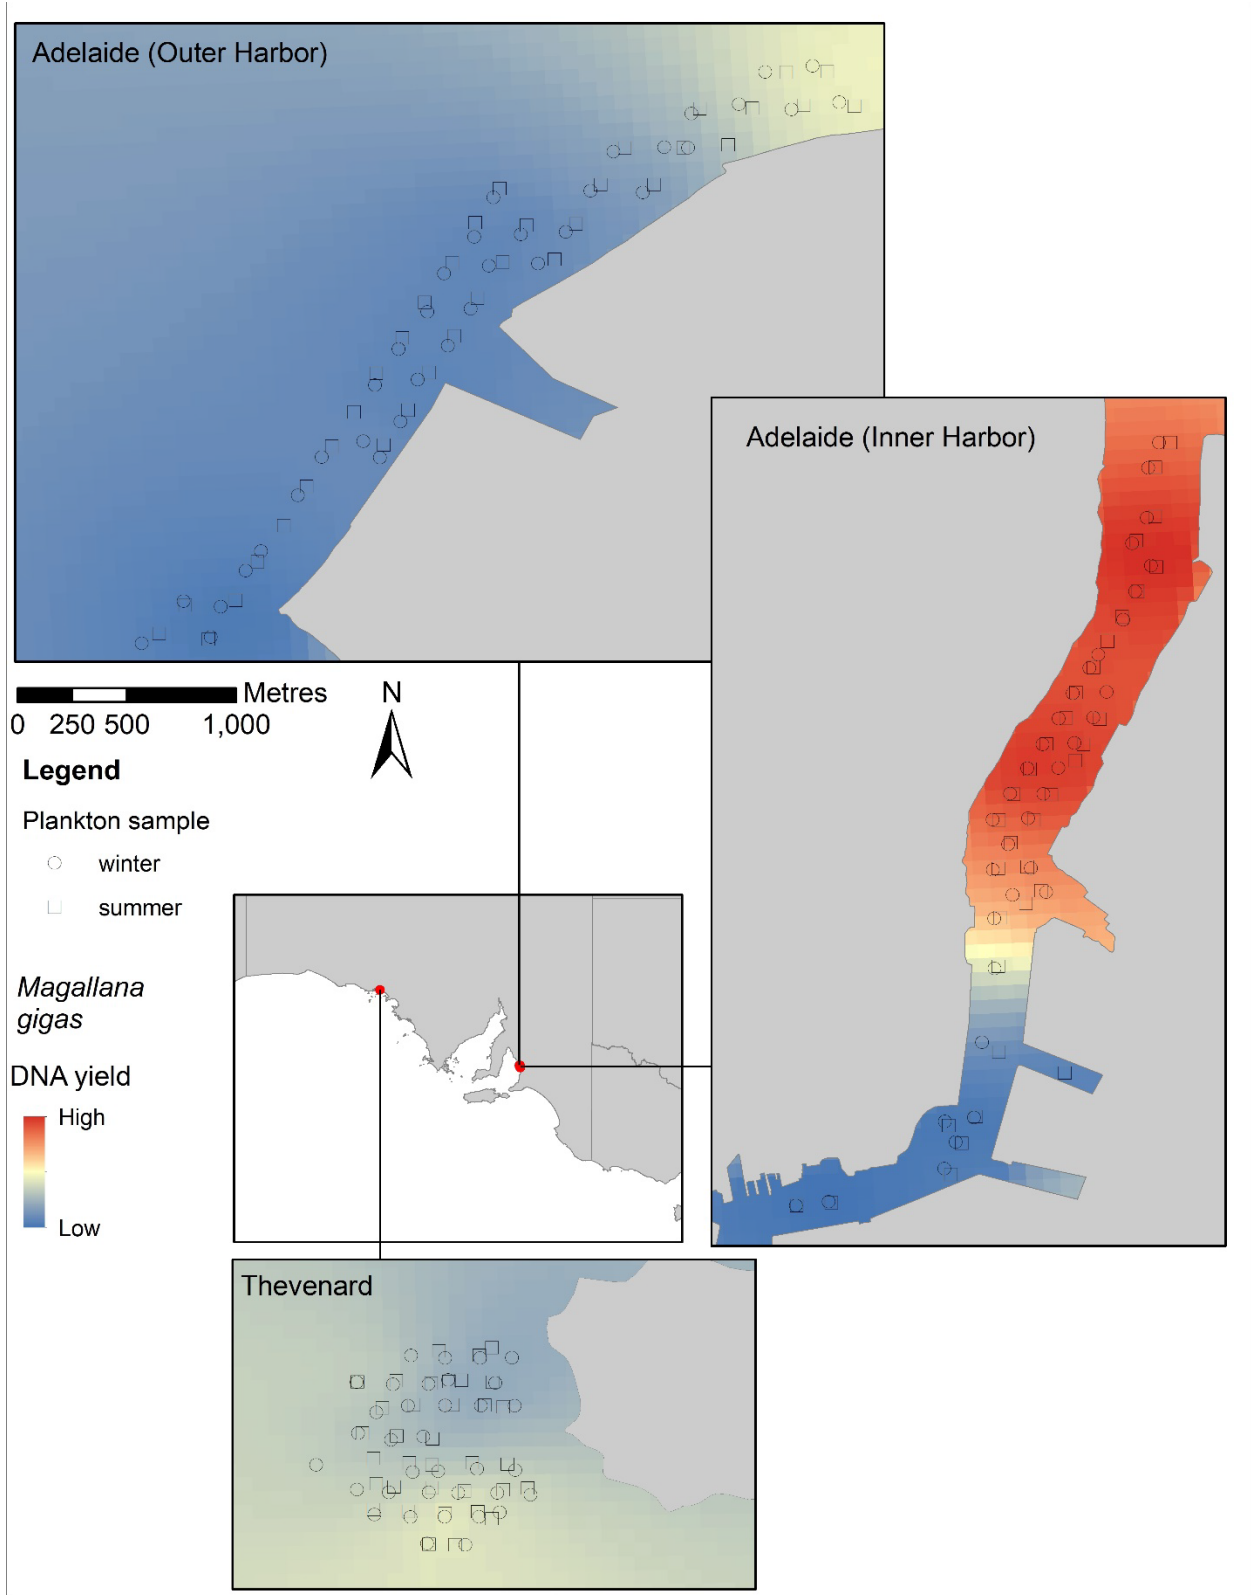 Adelaide (Outer Harbor)
Adelaide (Inner Harbor)
Metres
0 250 500 1,000
N
Legend
Plankton sample
winter
summer
Magallana
gigas
DNA yield
High
Low
Thevenard